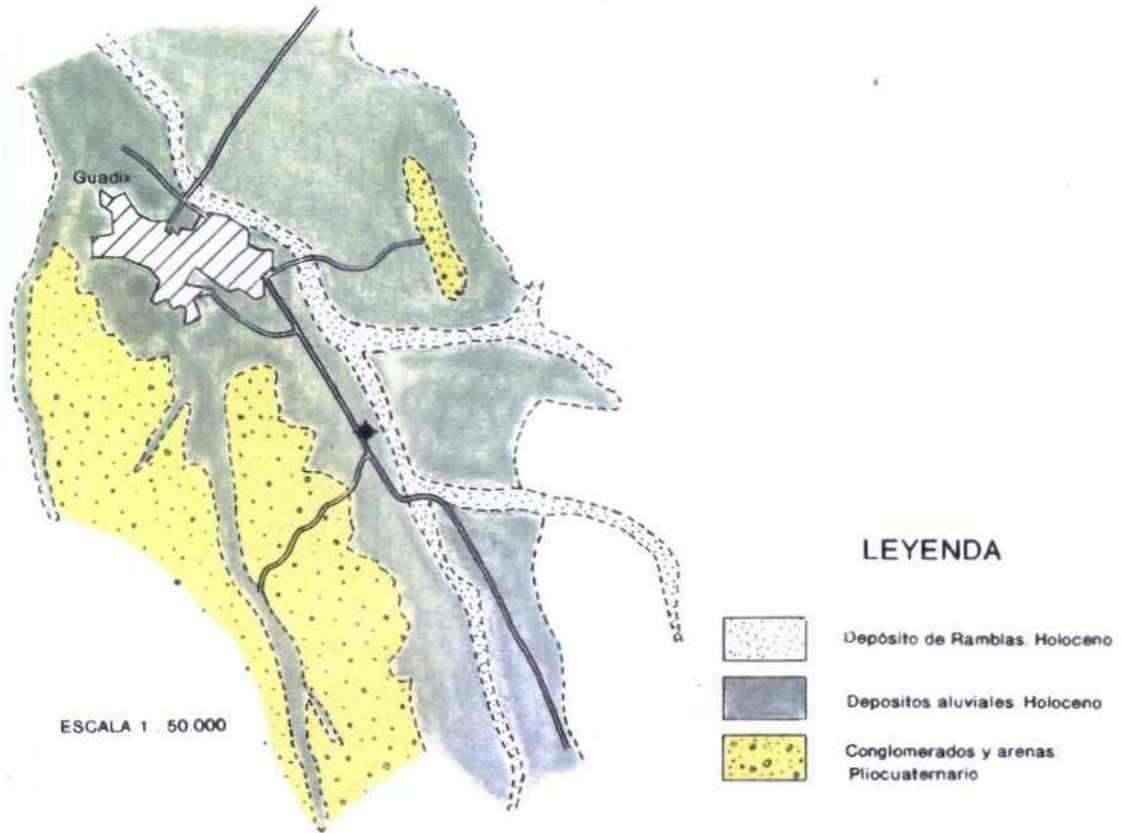 Guadix
LEYENDA
Depósito de Ramblas. Holoceno
Depositos aluviales. Holoceno
Conglomerados y arenas.
Pliocuaternario
ESCALA 1 : 50.000